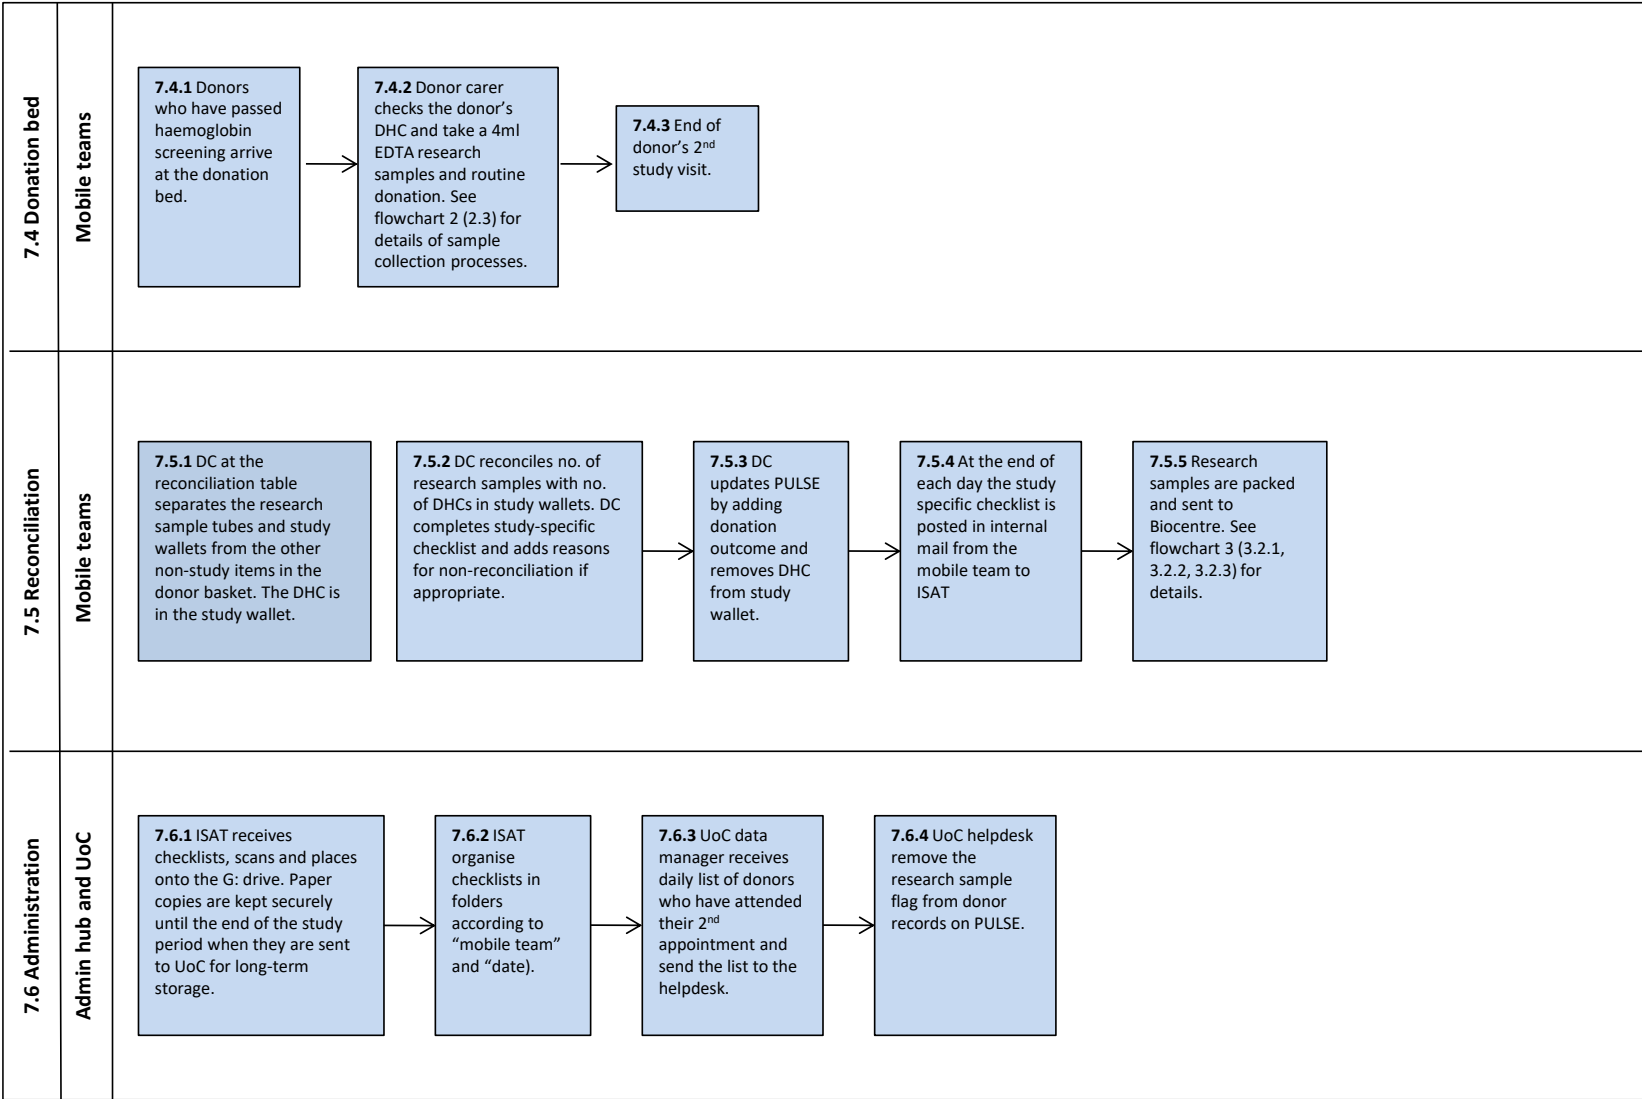 7.4 Donation bed
Mobile teams
7.4.1 Donors
who have passed
haemoglobin
screening arrive
at the donation
bed.
7.4.2 Donor carer
checks the donor’s
DHC and take a 4ml
EDTA research
samples and routine
donation. See
flowchart 2 (2.3) for
details of sample
collection processes.
7.4.3 End of
donor’s 2nd
study visit.
7.5 Reconciliation
Mobile teams
7.5.1 DC at the
reconciliation table
separates the research
sample tubes and study
wallets from the other
non-study items in the
donor basket. The DHC is
in the study wallet.
7.5.2 DC reconciles no. of
research samples with no.
of DHCs in study wallets. DC
completes study-specific
checklist and adds reasons
for non-reconciliation if
appropriate.
7.5.3 DC
updates PULSE
by adding
donation
outcome and
removes DHC
from study
wallet.
7.5.4 At the end of
each day the study
specific checklist is
posted in internal
mail from the
mobile team to
ISAT
7.5.5 Research
samples are packed
and sent to
Biocentre. See
flowchart 3 (3.2.1,
3.2.2, 3.2.3) for
details.
7.6 Administration
Admin hub and UoC
7.6.1 ISAT receives
checklists, scans and places
onto the G: drive. Paper
copies are kept securely
until the end of the study
period when they are sent
to UoC for long-term
storage.
7.6.2 ISAT
organise
checklists in
folders
according to
“mobile team”
and “date).
7.6.3 UoC data
manager receives
daily list of donors
who have attended
their 2nd
appointment and
send the list to the
helpdesk.
7.6.4 UoC helpdesk
remove the
research sample
flag from donor
records on PULSE.